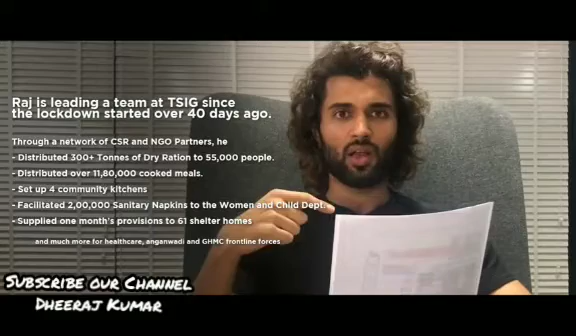 Raj is leading a team at TSIG since
the lockdown started over 40 days ago.
Through a network of CSR and NGO Partners, he
- Distributed 300+ Tonnes of Dry Ration to 55,000 people.
- Distributed over 11,80,000 cooked meals.
- Set up 4 community kitchens
- Facilitated 2,00,000 Sanitary Napkins to the Women and Child Dept.
- Supplied one month's provisions to 61 shelter homes
and much more for healthcare, anganwadi and GHMC frontline forces
SUBSCRIBE OUR CHANNEL
DHEERAJ KUMAR